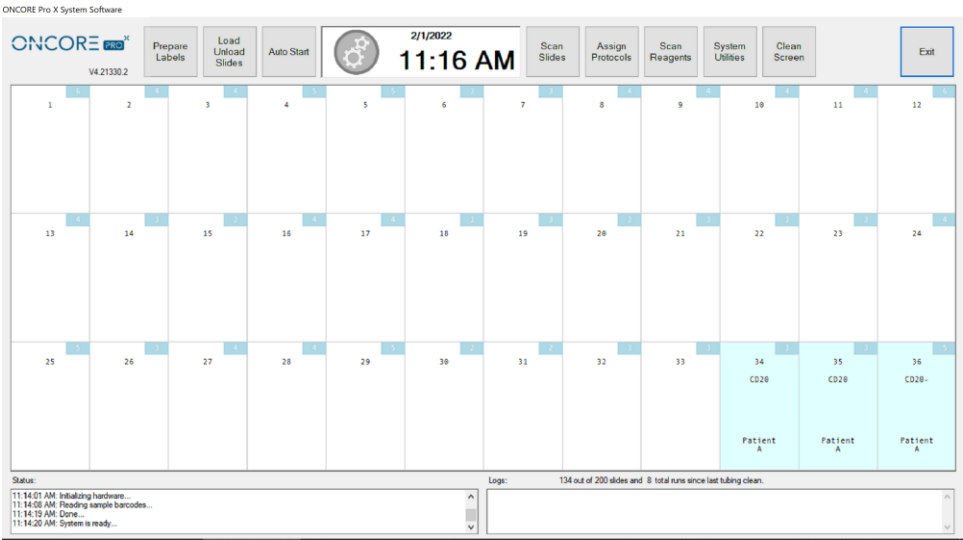 ONCORE Pro X System Software
ONCORE PRO X
V4.21330.2
Prepare
Labels
Load
Unload
Slides
Auto Start
2/1/2022
11:16 AM
Scan
Slides
Assign
Protocols
Scan
Reagents
System
Utilities
Clean
Screen
Exit
1 2 3 4 5 6 7 8 9 10 11 12
13 14 15 16 17 18 19 20 21 22 23 24
25 26 27 28 29 30 31 32 33 34 35 36
CD20 CD20 CD20-
Patient Patient Patient
A A A
Status:
11:14:01 AM: Initializing hardware...
11:14:08 AM: Reading sample barcodes...
11:14:19 AM: Done...
11:14:20 AM: System is ready...
Logs: 134 out of 200 slides and 8 total runs since last tubing clean.